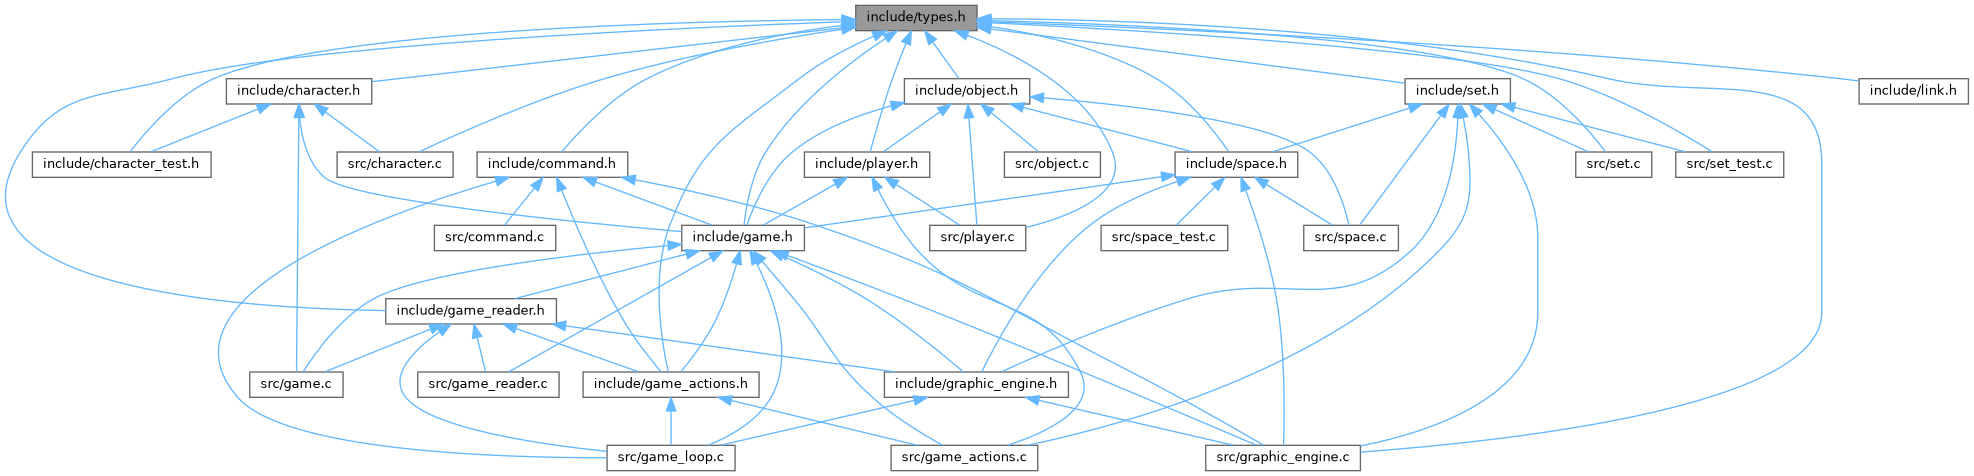 include/types.h
include/character.h
include/object.h
include/set.h
include/link.h
include/character_test.h
src/character.c
include/command.h
include/player.h
src/object.c
include/space.h
src/set.c
src/set_test.c
src/command.c
include/game.h
src/player.c
src/space_test.c
src/space.c
include/game_reader.h
src/game.c
src/game_reader.c
include/game_actions.h
include/graphic_engine.h
src/game_loop.c
src/game_actions.c
src/graphic_engine.c